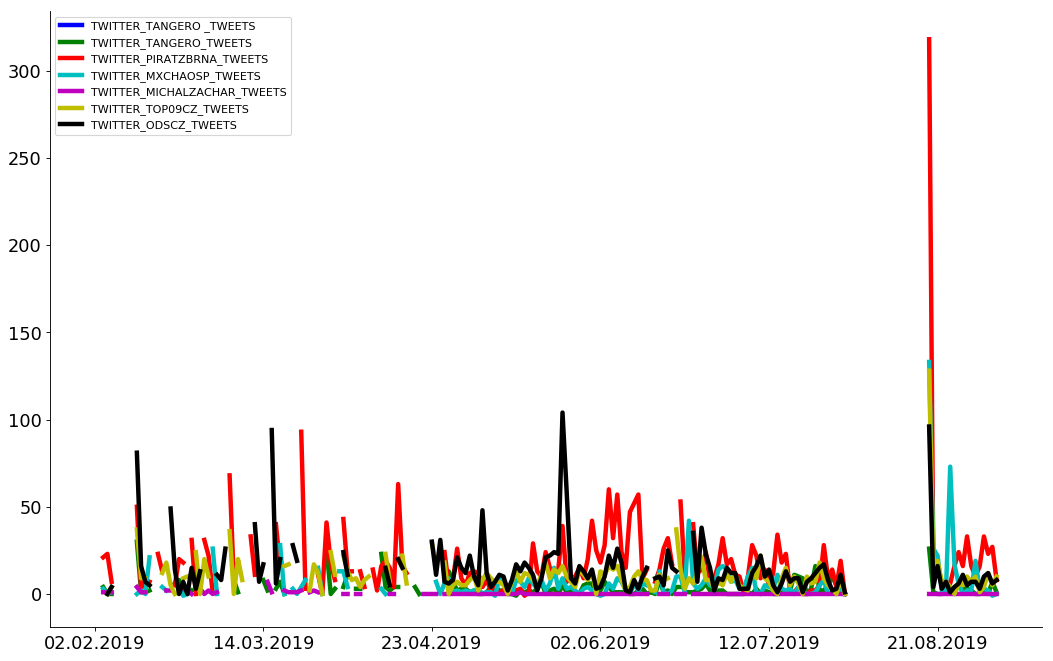 TWITTER_TANGERO _TWEETS
TWITTER_TANGERO_TWEETS
TWITTER_PIRATZBRNA_TWEETS
TWITTER_MXCHAOSP_TWEETS
TWITTER_MICHALZACHAR_TWEETS
TWITTER_TOP09CZ_TWEETS
TWITTER_ODSCZ_TWEETS
300
250
200
150
100
50
0
02.02.2019 14.03.2019 23.04.2019 02.06.2019 12.07.2019 21.08.2019